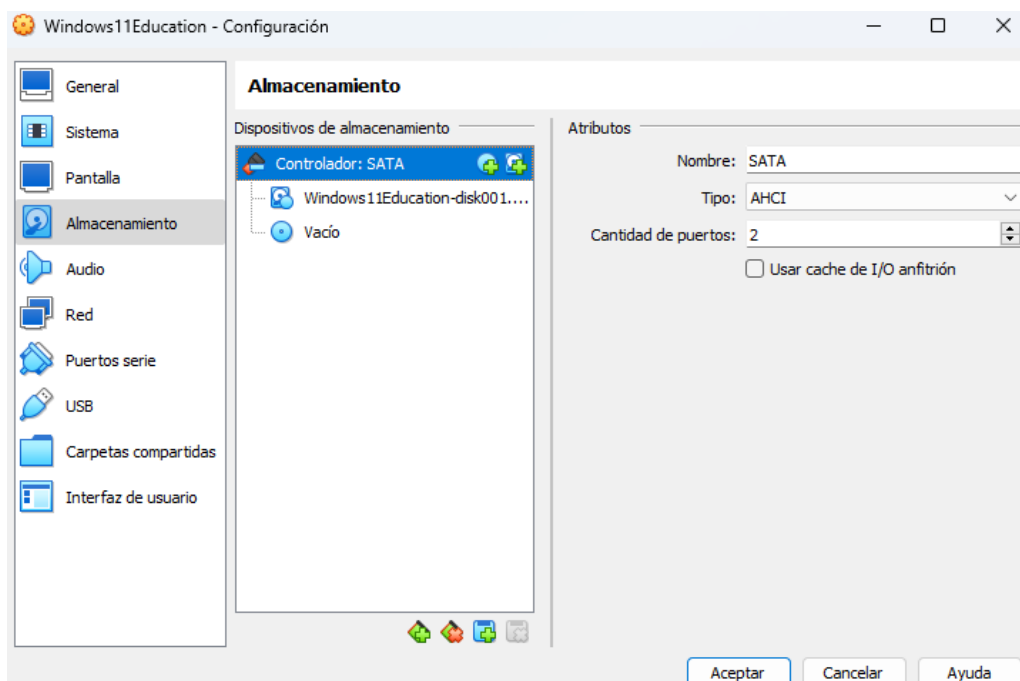 Windows11Education - Configuración
General
Sistema
Pantalla
Almacenamiento
Audio
Red
Puertos serie
USB
Carpetas compartidas
Interfaz de usuario
Almacenamiento
Dispositivos de almacenamiento
Controlador: SATA
Windows11Education-disk001....
Vacío
Atributos
Nombre: SATA
Tipo: AHCI
Cantidad de puertos: 2
Usar cache de I/O anfitrión
Aceptar Cancelar Ayuda